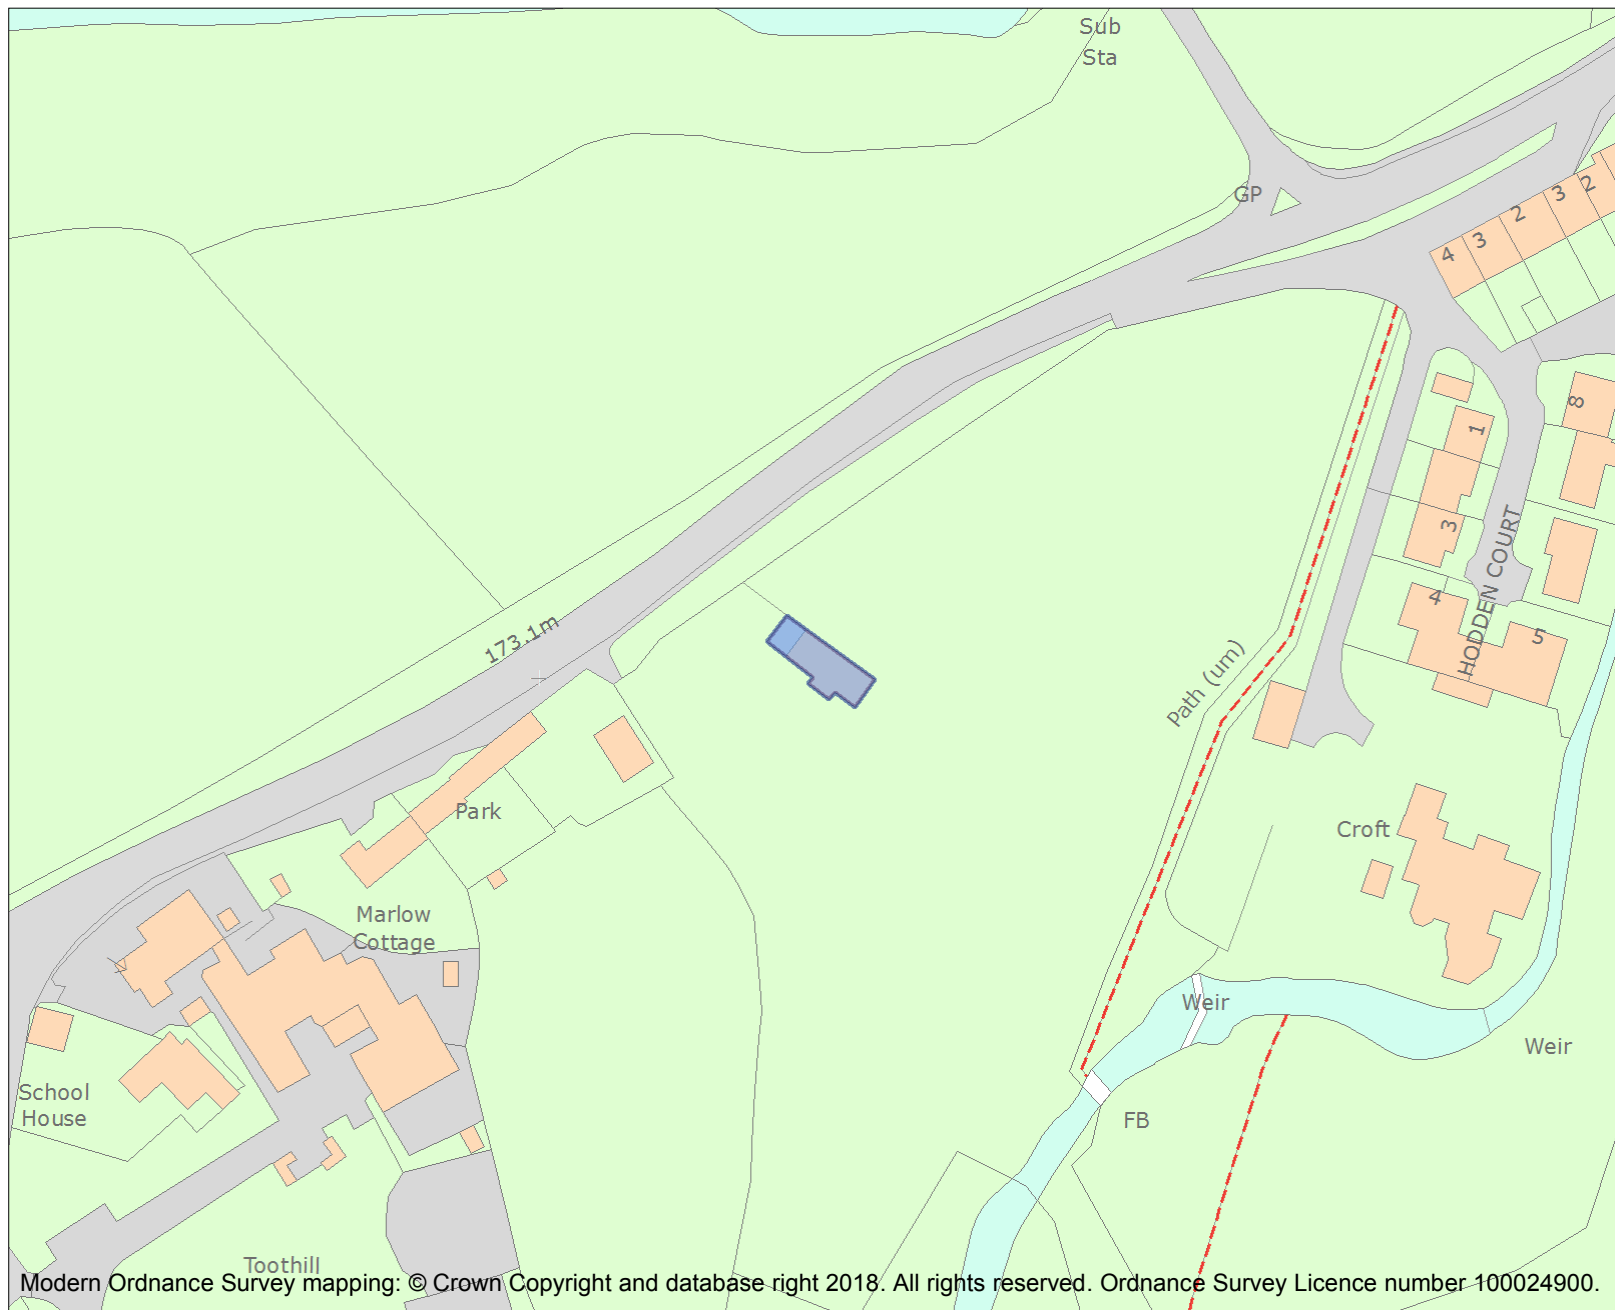 Sub
Sta
GP
2
3
2
3
4
8
1
3
HODDEN COURT
4
5
173.1m
Path (um)
Park
Croft
Marlow
Cottage
Weir
Weir
School
House
FB
Toothill
Modern Ordnance Survey mapping: © Crown Copyright and database right 2018. All rights reserved. Ordnance Survey Licence number 100024900.